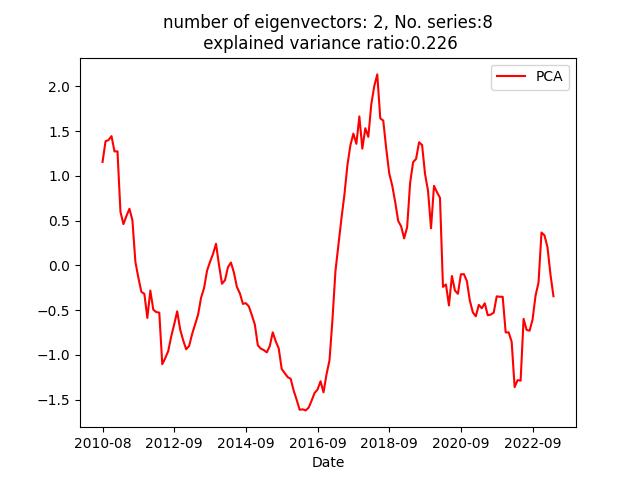 number of eigenvectors: 2, No. series:8
explained variance ratio:0.226
PCA
2.0
1.5
1.0
0.5
0.0
−0.5
−1.0
−1.5
2010-08 2012-09 2014-09 2016-09 2018-09 2020-09 2022-09
Date